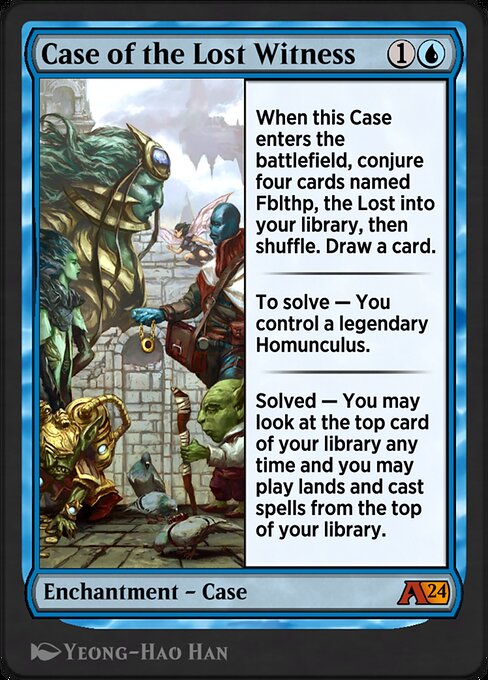 Case of the Lost Witness 1
When this Case
enters the
battlefield, conjure
four cards named
Fblthp, the Lost into
your library, then
shuffle. Draw a card.
To solve — You
control a legendary
Homunculus.
Solved — You may
look at the top card
of your library any
time and you may
play lands and cast
spells from the top
of your library.
Enchantment – Case A24
Yeong-Hao Han